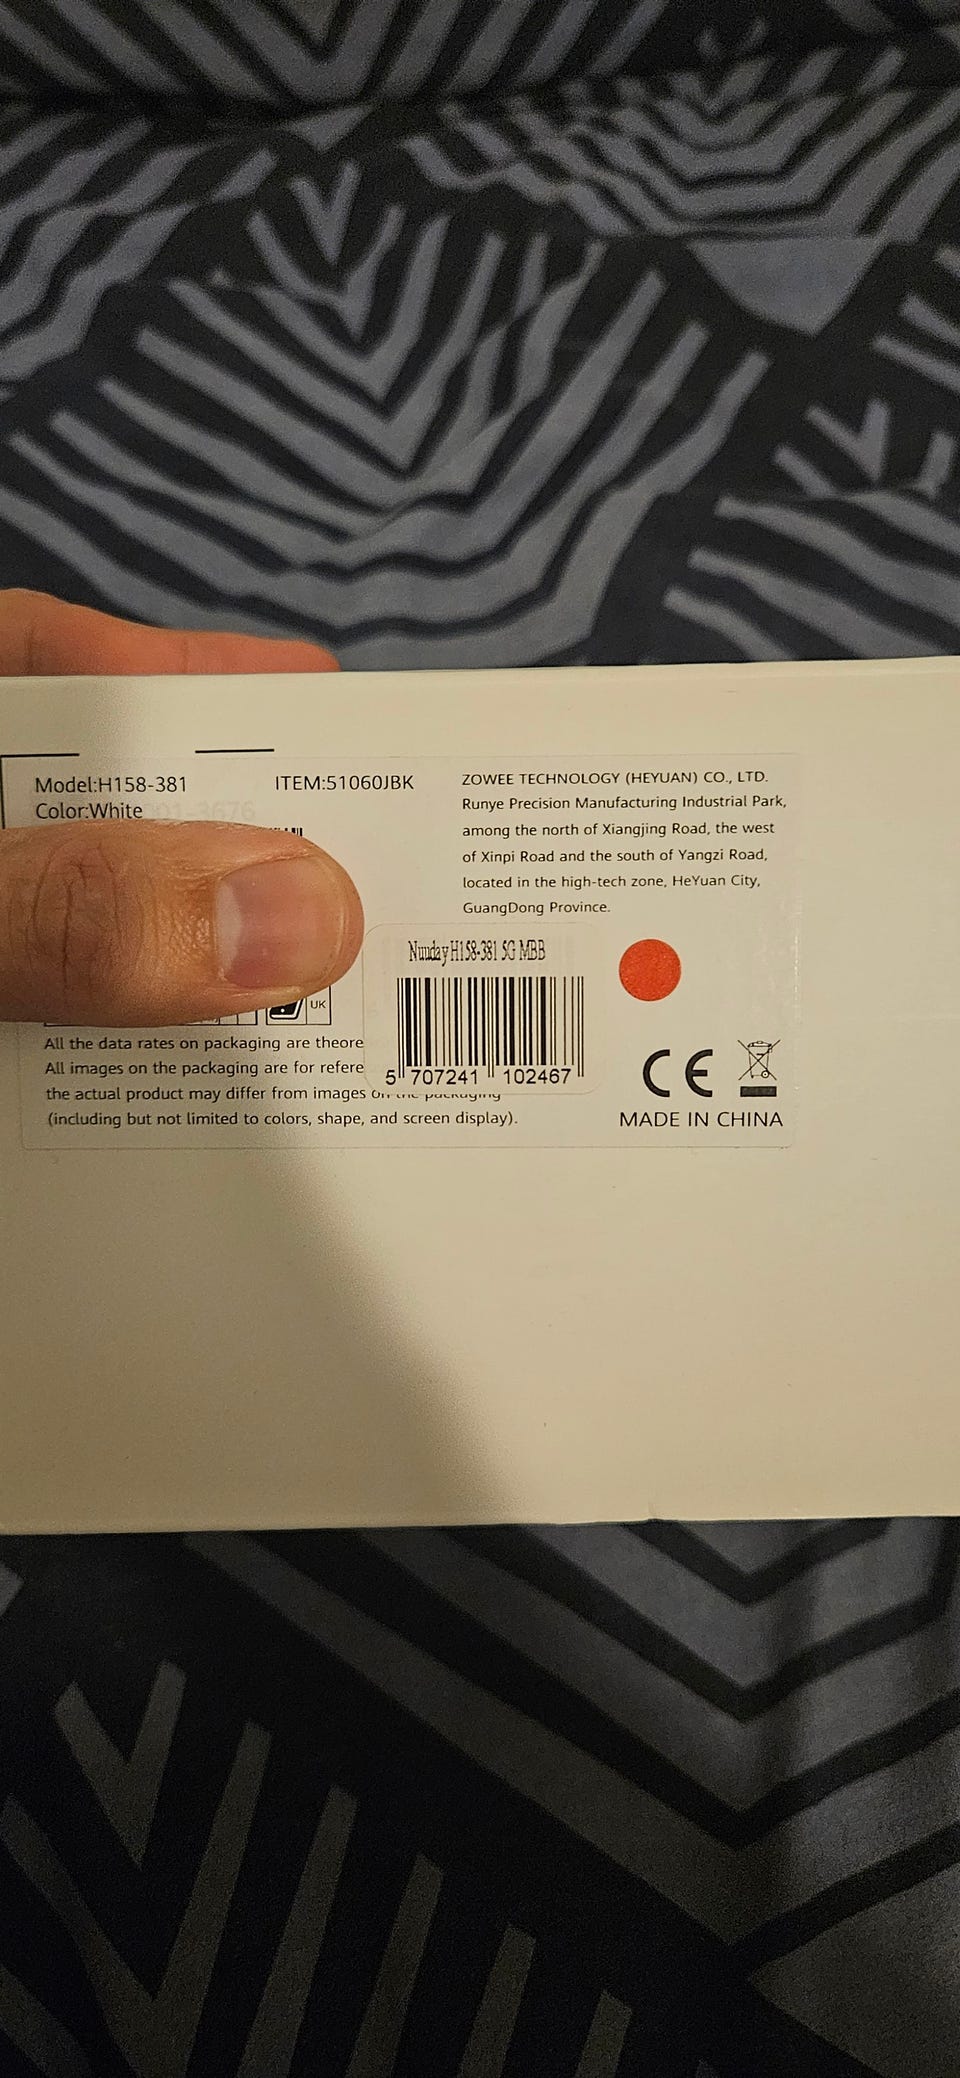 Model:H158-381
ITEM:51060JBK
Color:White
ZOWEE TECHNOLOGY (HEYUAN) CO., LTD.
Runye Precision Manufacturing Industrial Park,
among the north of Xiangjing Road, the west
of Xinpi Road and the south of Yangzi Road,
located in the high-tech zone, HeYuan City,
GuangDong Province.
Nuuday H158-381 5G MBB
5 707241 102467
UK
All the data rates on packaging are
All images on the packaging are for
the actual product may differ from images on the packaging
(including but not limited to colors, shape, and screen display).
CE
MADE IN CHINA